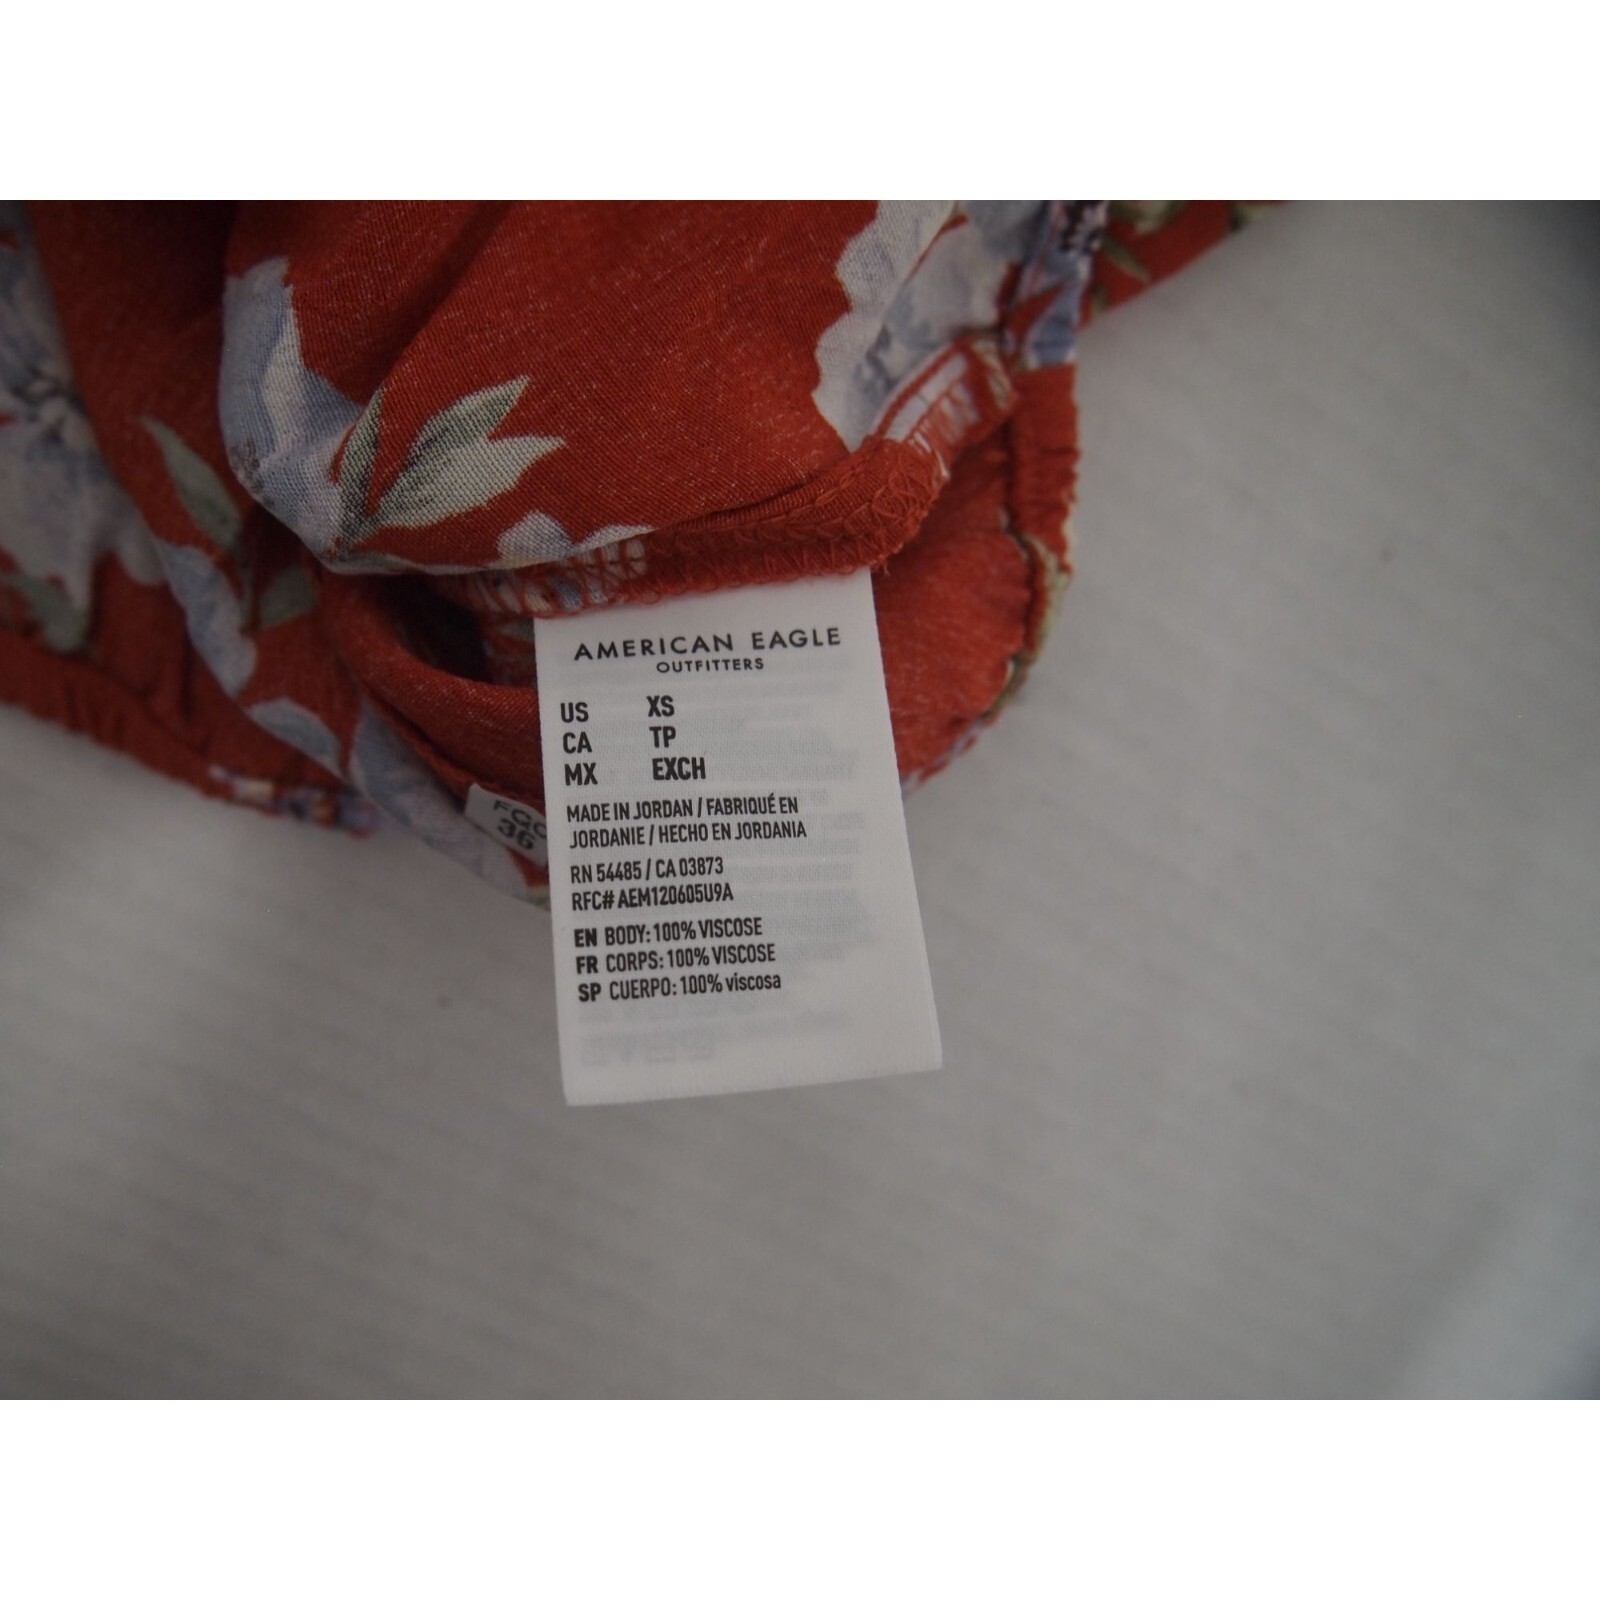 AMERICAN EAGLE
OUTFITTERS
US XS
CA TP
MX EXCH
MADE IN JORDAN / FABRIQUÉ EN
JORDANIE / HECHO EN JORDANIA
RN 54485 / CA 03873
RFC# AEM120605U9A
EN BODY: 100% VISCOSE
FR CORPS: 100% VISCOSE
SP CUERPO: 100% viscosa
36